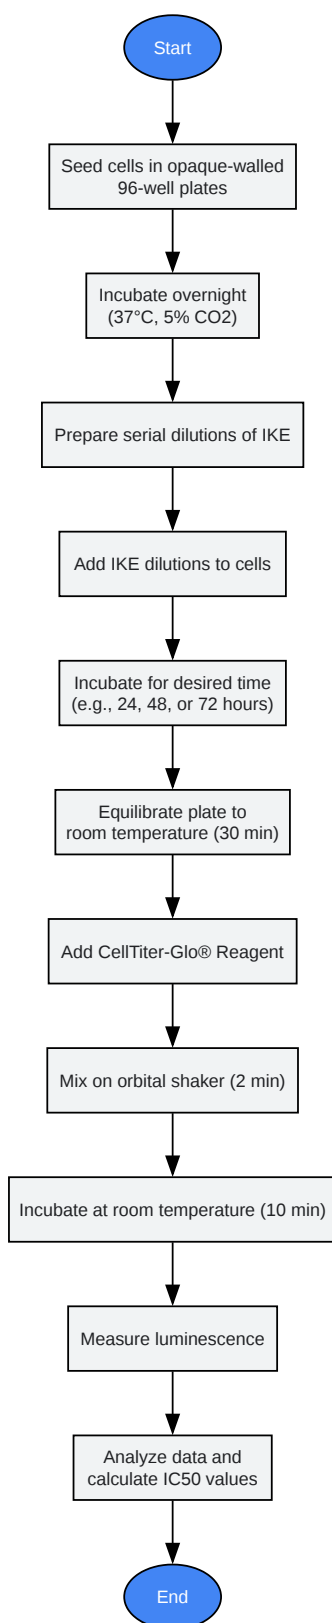 Start
Seed cells in opaque-walled
96-well plates
Incubate overnight
(37°C, 5% CO2)
Prepare serial dilutions of IKE
Add IKE dilutions to cells
Incubate for desired time
(e.g., 24, 48, or 72 hours)
Equilibrate plate to
room temperature (30 min)
Add CellTiter-Glo® Reagent
Mix on orbital shaker (2 min)
Incubate at room temperature (10 min)
Measure luminescence
Analyze data and
calculate IC50 values
End